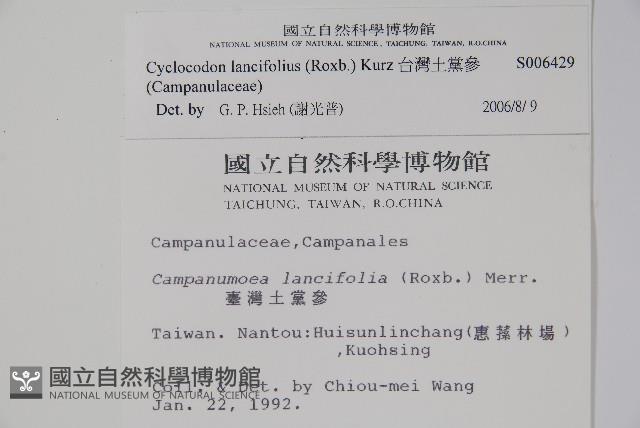 國立自然科學博物館
NATIONAL MUSEUM OF NATURAL SCIENCE, TAICHUNG, TAIWAN, R.O.CHINA
Cyclocodon lancifolius (Roxb.) Kurz 台灣土黨參 S006429
(Campanulaceae)
Det. by G. P. Hsieh (謝光普) 2006/8/9
國立自然科學博物館
NATIONAL MUSEUM OF NATURAL SCIENCE
TAICHUNG, TAIWAN, R.O.CHINA
Campanulaceae,Campanales
Campanumoea lancifolia (Roxb.) Merr.
臺灣土黨參
Taiwan. Nantou:Huisunlinchang(惠蓀林場)
,Kuohsing
國立自然科學博物館
NATIONAL MUSEUM OF NATURAL SCIENCE
Coll. & Det. by Chiou-mei Wang
Jan. 22, 1992.